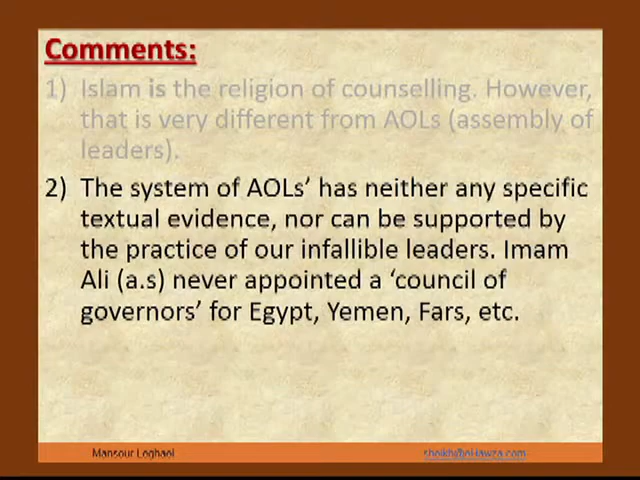 Comments:
1) Islam is the religion of counselling. However,
that is very different from AOLs (assembly of
leaders).
2) The system of AOLs' has neither any specific
textual evidence, nor can be supported by
the practice of our infallible leaders. Imam
Ali (a.s) never appointed a 'council of
governors' for Egypt, Yemen, Fars, etc.
Mansour Leghaei